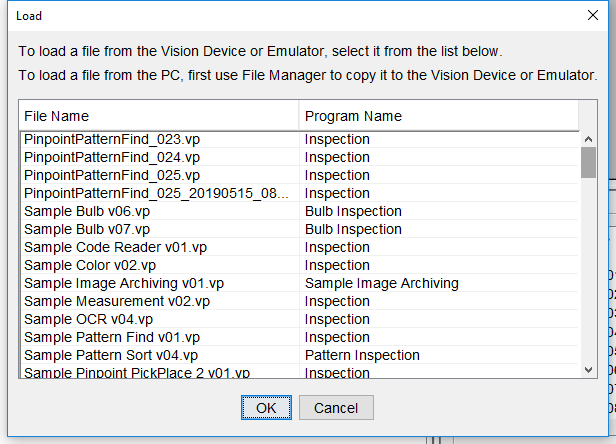 Load
To load a file from the Vision Device or Emulator, select it from the list below.
To load a file from the PC, first use File Manager to copy it to the Vision Device or Emulator.
File Name Program Name
PinpointPatternFind_023.vp Inspection
PinpointPatternFind_024.vp Inspection
PinpointPatternFind_025.vp Inspection
PinpointPatternFind_025_20190515_08... Inspection
Sample Bulb v06.vp Bulb Inspection
Sample Bulb v07.vp Bulb Inspection
Sample Code Reader v01.vp Inspection
Sample Color v02.vp Inspection
Sample Image Archiving v01.vp Sample Image Archiving
Sample Measurement v02.vp Inspection
Sample OCR v04.vp Inspection
Sample Pattern Find v01.vp Inspection
Sample Pattern Sort v04.vp Pattern Inspection
Sample Pinpoint PickPlace 2 v01.vp Inspection
OK Cancel